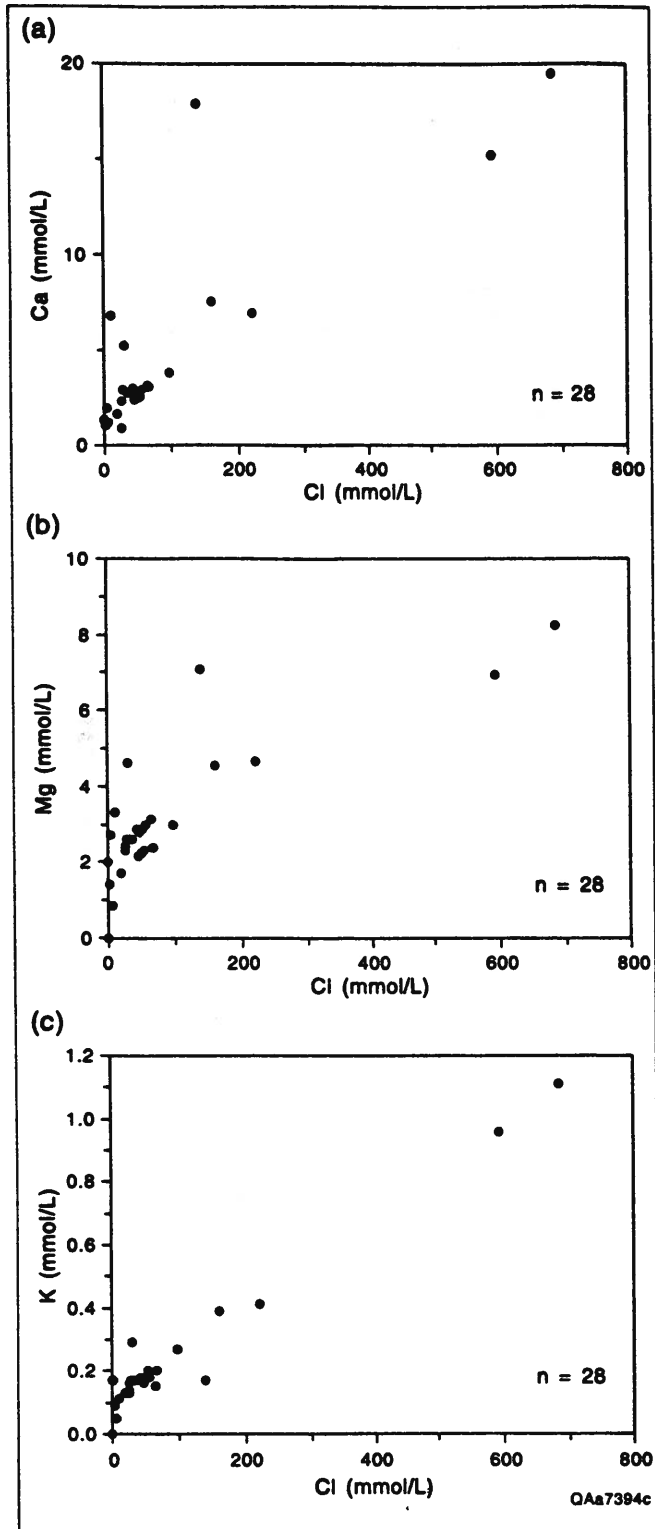 (a)
20
10
0
Ca (mmol/L)
n = 28
0 200 400 600 800
Cl (mmol/L)
(b)
10
8
6
4
2
0
Mg (mmol/L)
n = 28
0 200 400 600 800
Cl (mmol/L)
(c)
1.2
1.0
0.8
0.6
0.4
0.2
0.0
K (mmol/L)
n = 28
0 200 400 600 800
Cl (mmol/L)
QAa7394c